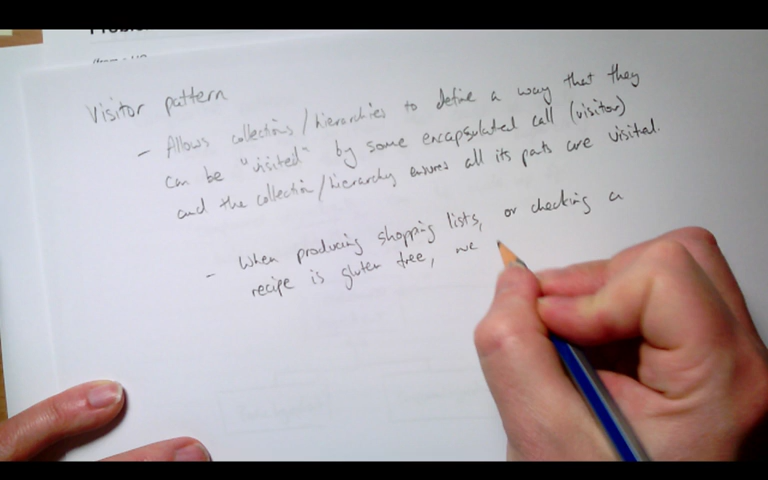 Visitor pattern
- Allows collections/hierarchies to define a way that they
can be "visited" by some encapsulated call (visitor)
and the collection/hierarchy ensures all its parts are visited.
- When producing shopping lists, or checking a
recipe is gluten free, we